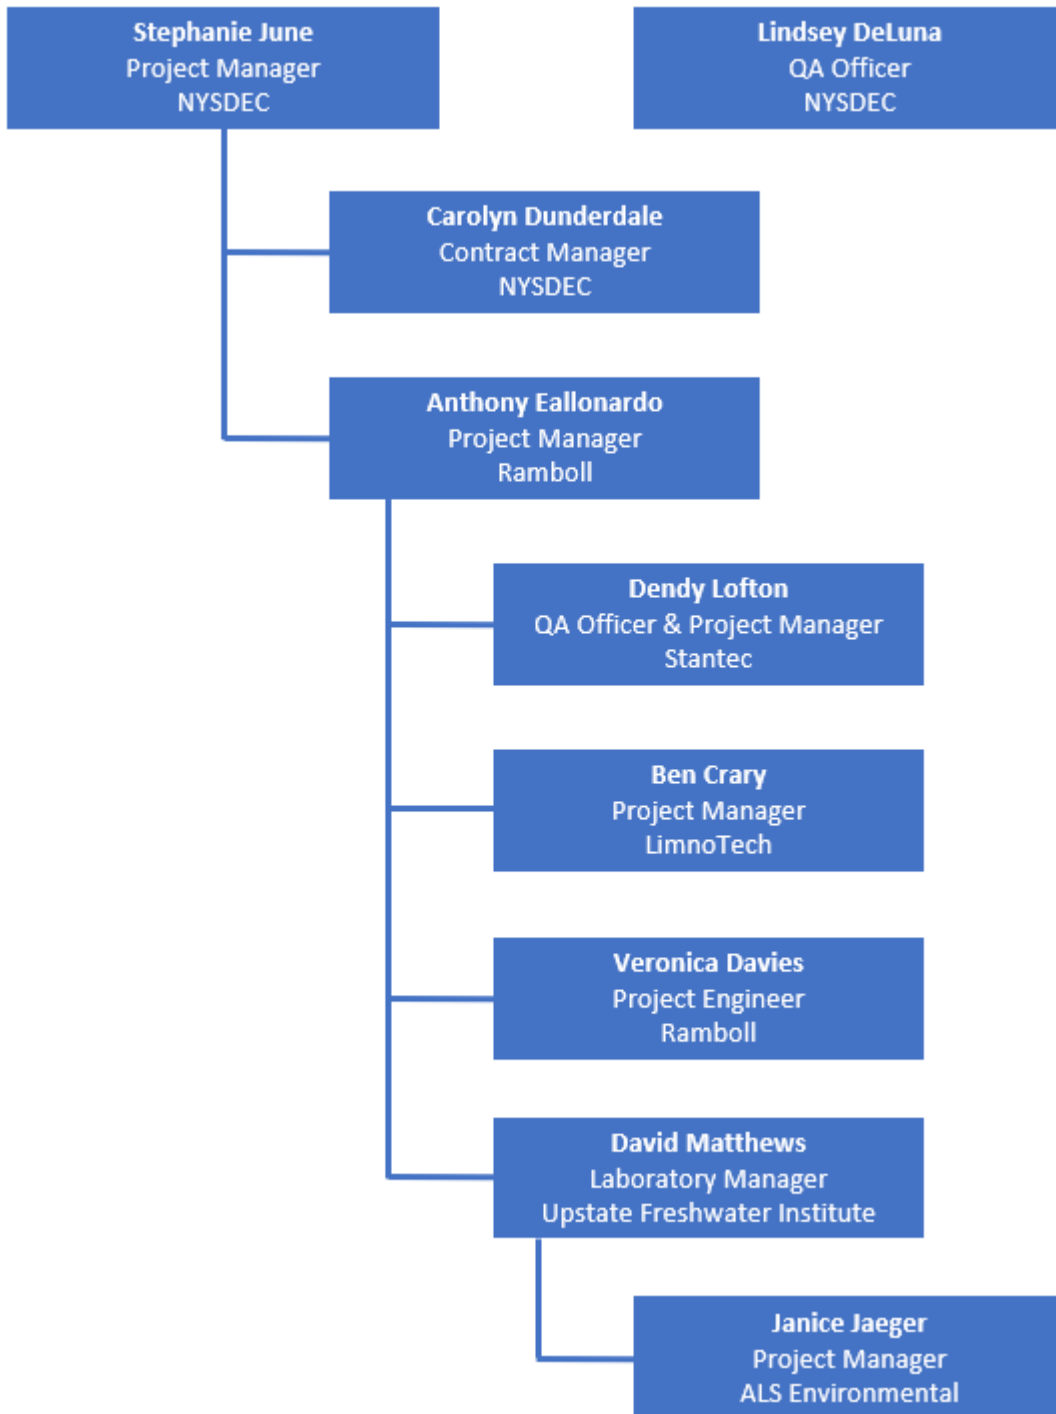 Stephanie June
Project Manager
NYSDEC
Lindsey DeLuna
QA Officer
NYSDEC
Carolyn Dunderdale
Contract Manager
NYSDEC
Anthony Eallonardo
Project Manager
Ramboll
Dendy Lofton
QA Officer & Project Manager
Stantec
Ben Crary
Project Manager
LimnoTech
Veronica Davies
Project Engineer
Ramboll
David Matthews
Laboratory Manager
Upstate Freshwater Institute
Janice Jaeger
Project Manager
ALS Environmental